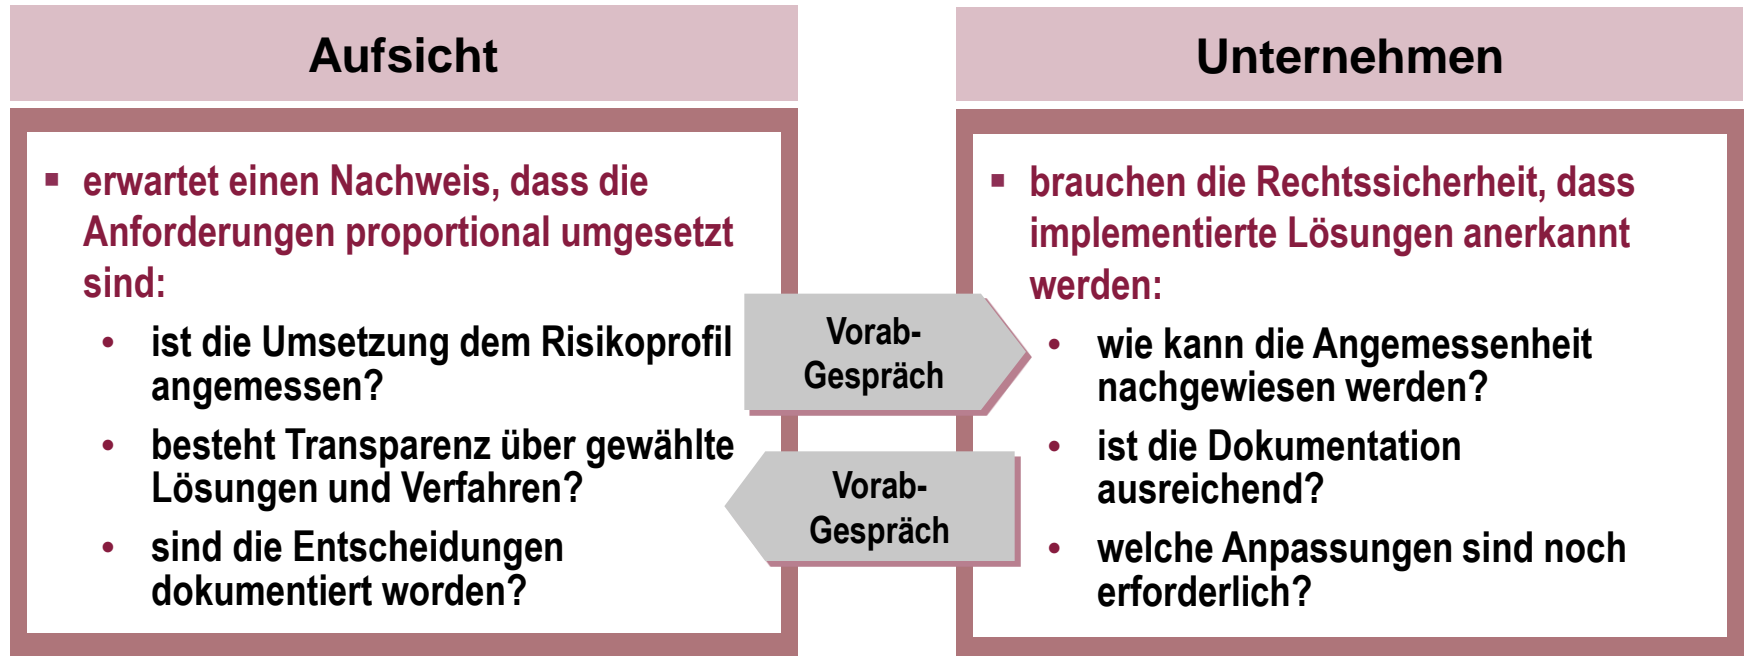 Aufsicht
▪ erwartet einen Nachweis, dass die
Anforderungen proportional umgesetzt
sind:
• ist die Umsetzung dem Risikoprofil
angemessen?
• besteht Transparenz über gewählte
Lösungen und Verfahren?
• sind die Entscheidungen
dokumentiert worden?
Vorab-
Gespräch
Vorab-
Gespräch
Unternehmen
▪ brauchen die Rechtssicherheit, dass
implementierte Lösungen anerkannt
werden:
• wie kann die Angemessenheit
nachgewiesen werden?
• ist die Dokumentation
ausreichend?
• welche Anpassungen sind noch
erforderlich?